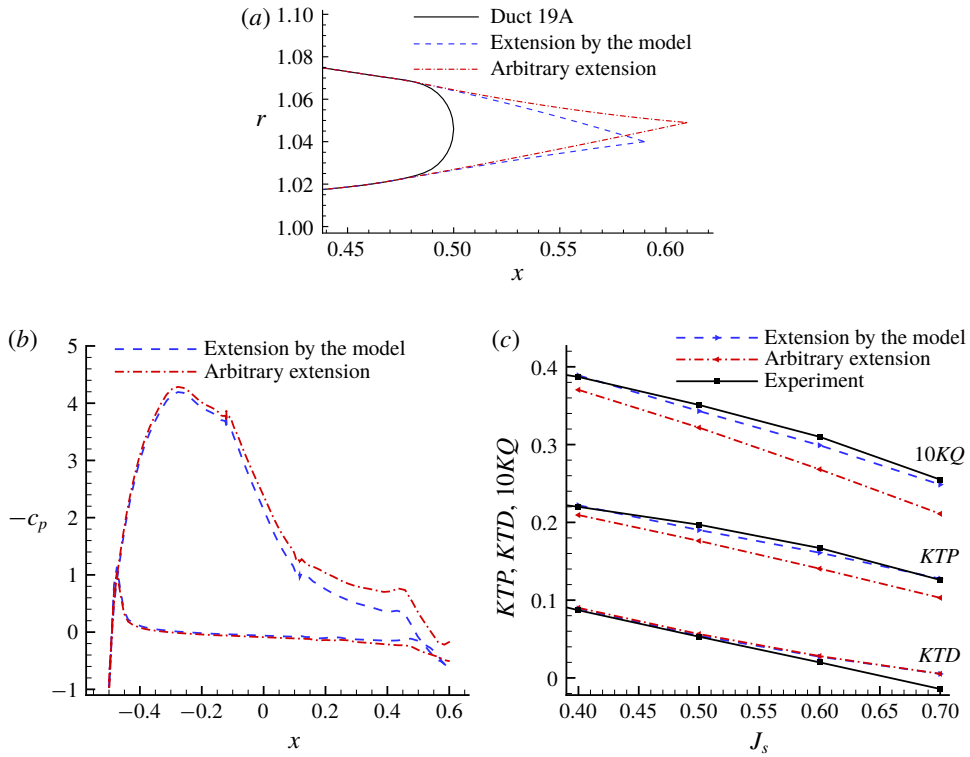 (a)
Duct 19A
Extension by the model
Arbitrary extension
1.10
1.08
1.06
1.04
1.02
1.00
r
0.45
0.50
0.55
0.60
x
(b)
Extension by the model
Arbitrary extension
5
4
3
2
1
0
−1
−c_p
−0.4
−0.2
0
0.2
0.4
0.6
x
(c)
Extension by the model
Arbitrary extension
Experiment
0.4
0.3
0.2
0.1
0
KTP, KTD, 10KQ
10KQ
KTP
KTD
0.40
0.45
0.50
0.55
0.60
0.65
0.70
J_s